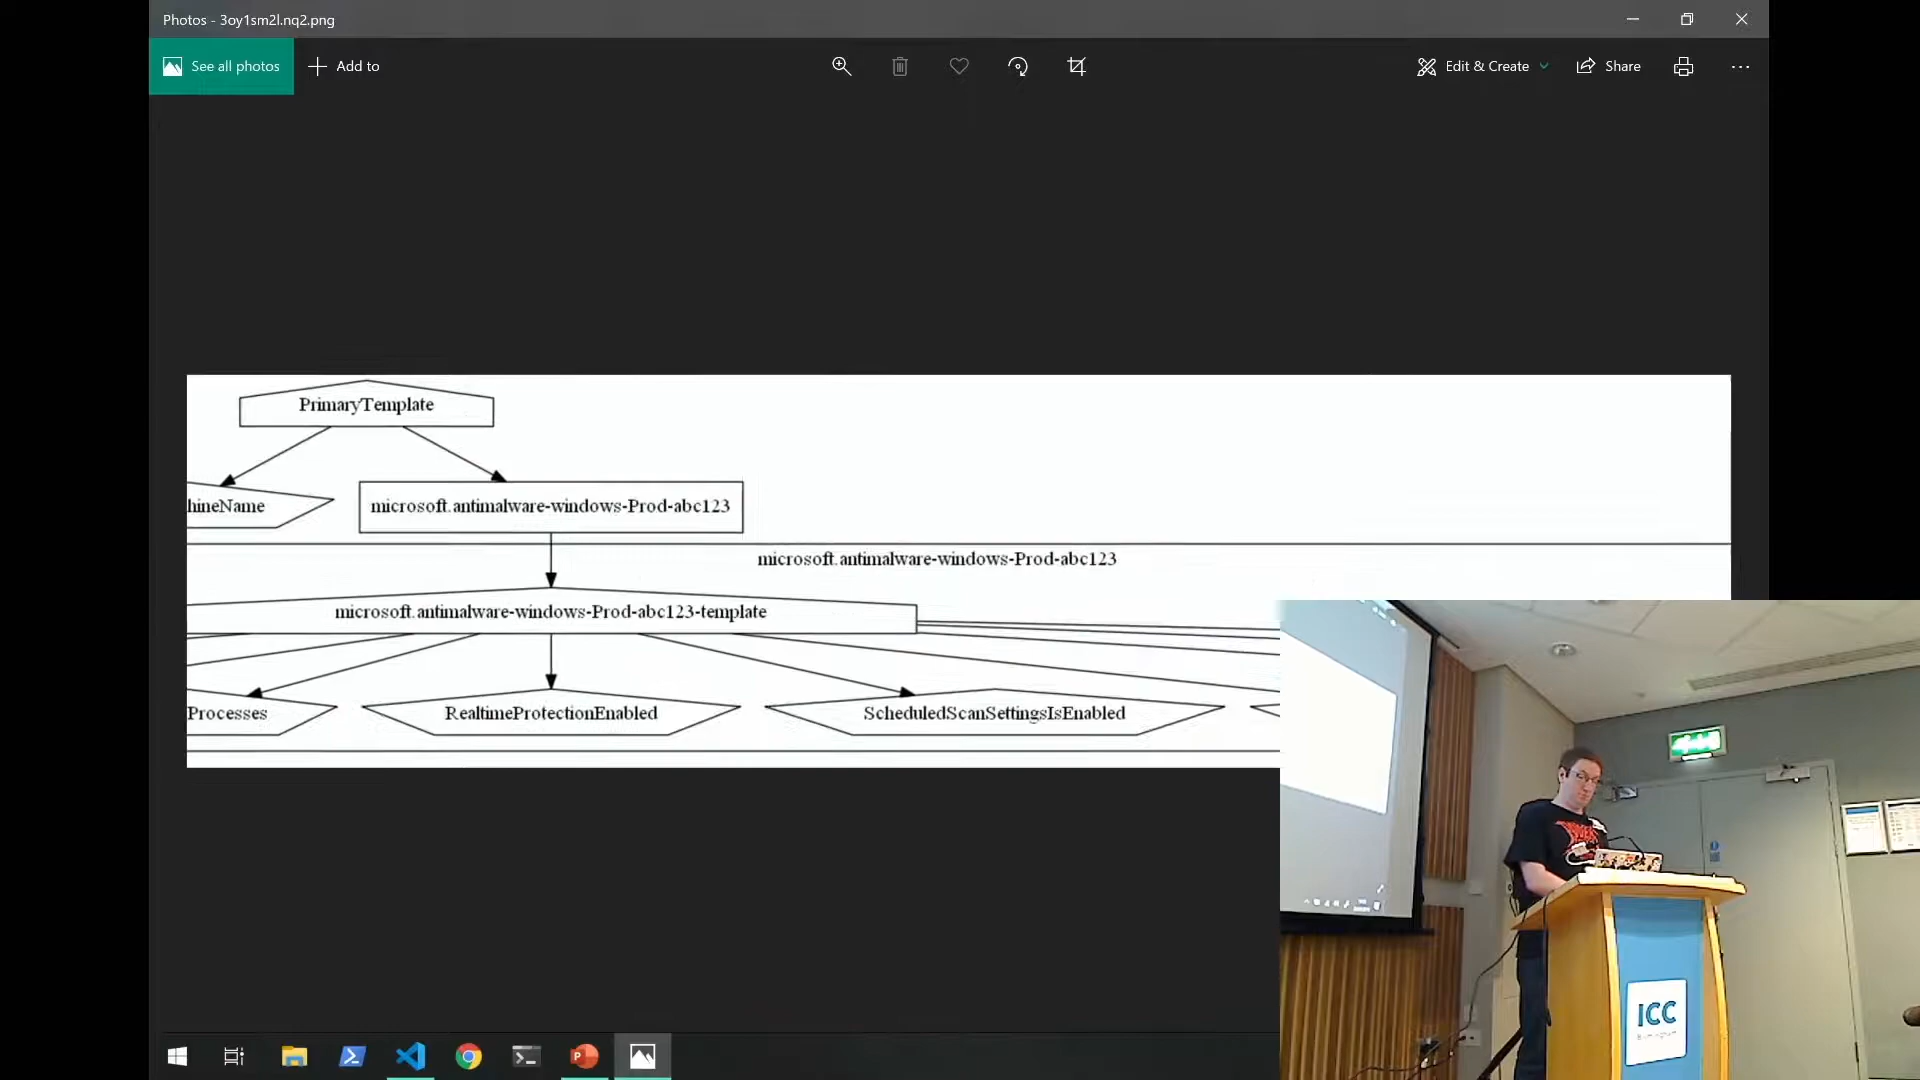 Photos - 3oy1sm2l.nq2.png
See all photos
Add to
Edit & Create
Share
PrimaryTemplate
hineName
microsoft.antimalware-windows-Prod-abc123
microsoft.antimalware-windows-Prod-abc123
microsoft.antimalware-windows-Prod-abc123-template
Processes
RealtimeProtectionEnabled
ScheduledScanSettingsIsEnabled
ICC
Birmingham